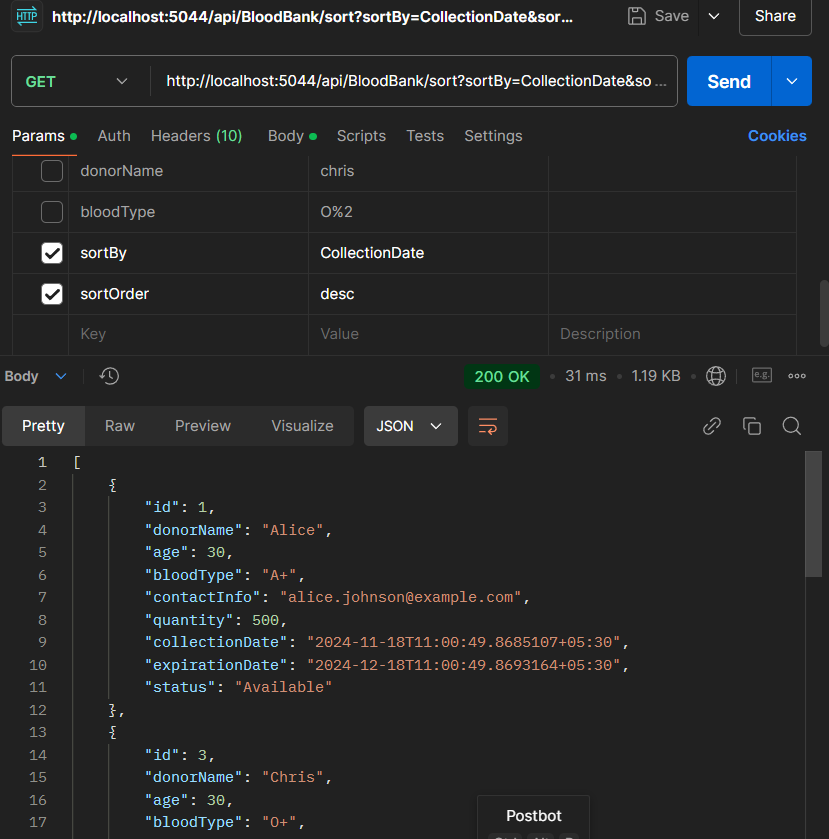 HTTP http://localhost:5044/api/BloodBank/sort?sortBy=CollectionDate&sor... Save Share
GET http://localhost:5044/api/BloodBank/sort?sortBy=CollectionDate&so ... Send
Params Auth Headers (10) Body Scripts Tests Settings Cookies
donorName chris
bloodType O%2
sortBy CollectionDate
sortOrder desc
Key Value Description
Body 200 OK 31 ms 1.19 KB e.g.
Pretty Raw Preview Visualize JSON
1 [
2 {
3 "id": 1,
4 "donorName": "Alice",
5 "age": 30,
6 "bloodType": "A+",
7 "contactInfo": "alice.johnson@example.com",
8 "quantity": 500,
9 "collectionDate": "2024-11-18T11:00:49.8685107+05:30",
10 "expirationDate": "2024-12-18T11:00:49.8693164+05:30",
11 "status": "Available"
12 },
13 {
14 "id": 3,
15 "donorName": "Chris",
16 "age": 30,
17 "bloodType": "O+",
Postbot